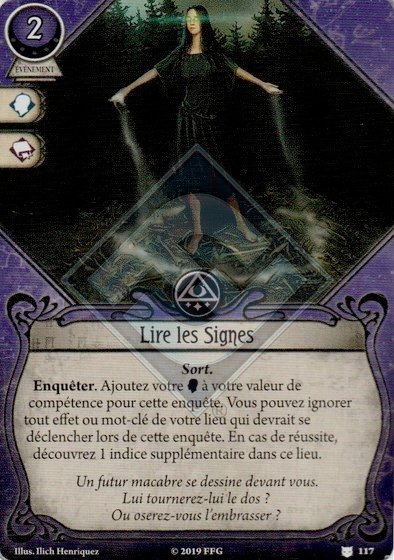 2
ÉVÉNEMENT
Lire les Signes
Sort.
Enquêter. Ajoutez votre à votre valeur de
compétence pour cette enquête. Vous pouvez ignorer
tout effet ou mot-clé de votre lieu qui devrait se
déclencher lors de cette enquête. En cas de réussite,
découvrez 1 indice supplémentaire dans ce lieu.
Un futur macabre se dessine devant vous.
Lui tournerez-lui le dos ?
Ou oserez-vous l'embrasser ?
Illus. Ilich Henriquez © 2019 FFG 117